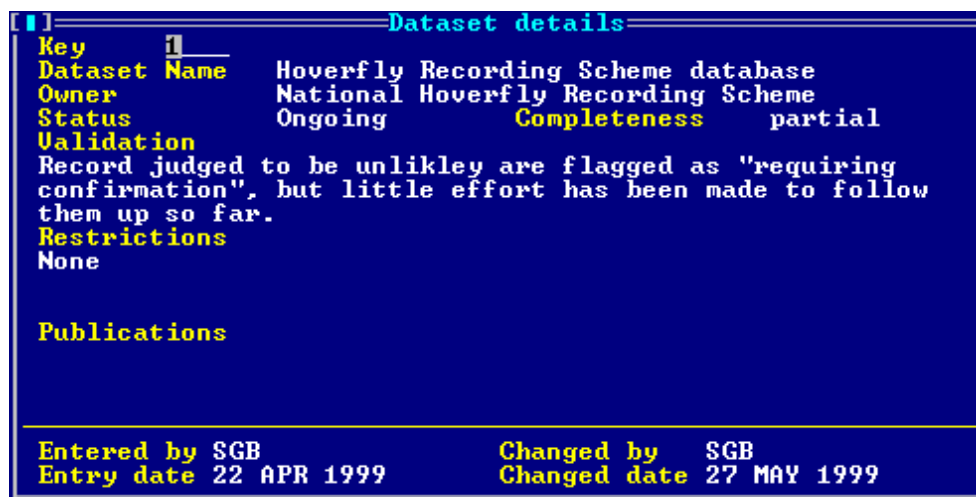 [■]Dataset details
Key 1
Dataset Name Hoverfly Recording Scheme database
Owner National Hoverfly Recording Scheme
Status Ongoing Completeness partial
Validation
Record judged to be unlikley are flagged as "requiring
confirmation", but little effort has been made to follow
them up so far.
Restrictions
None
Publications
Entered by SGB Changed by SGB
Entry date 22 APR 1999 Changed date 27 MAY 1999